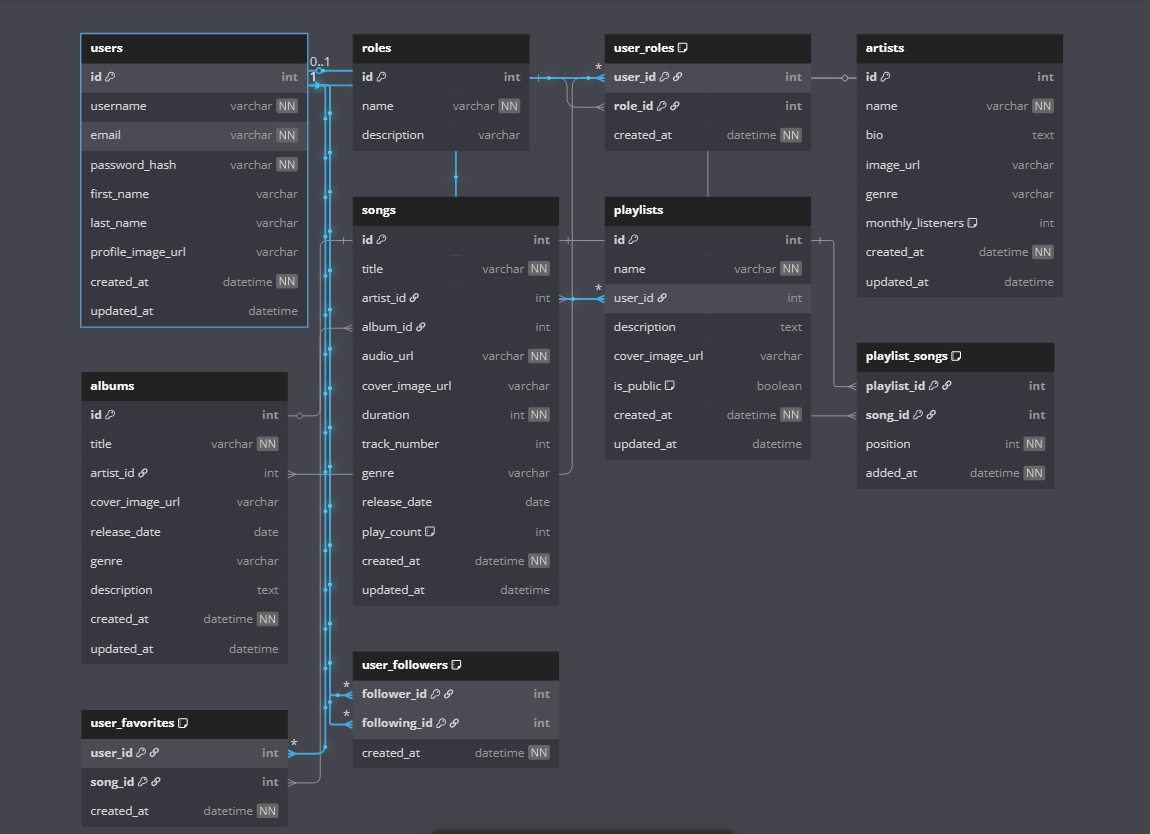 users
id int
username varchar NN
email varchar NN
password_hash varchar NN
first_name varchar
last_name varchar
profile_image_url varchar
created_at datetime NN
updated_at datetime
0..1
1
roles
id int
name varchar NN
description varchar
user_roles
*
user_id int
role_id int
created_at datetime NN
artists
id int
name varchar NN
bio text
image_url varchar
genre varchar
monthly_listeners int
created_at datetime NN
updated_at datetime
songs
id int
title varchar NN
artist_id int
album_id int
audio_url varchar NN
cover_image_url varchar
duration int NN
track_number int
genre varchar
release_date date
play_count int
created_at datetime NN
updated_at datetime
playlists
id int
name varchar NN
*
user_id int
description text
cover_image_url varchar
is_public boolean
created_at datetime NN
updated_at datetime
playlist_songs
playlist_id int
song_id int
position int NN
added_at datetime NN
albums
id int
title varchar NN
artist_id int
cover_image_url varchar
release_date date
genre varchar
description text
created_at datetime NN
updated_at datetime
user_followers
*
follower_id int
*
following_id int
created_at datetime NN
user_favorites
*
user_id int
song_id int
created_at datetime NN